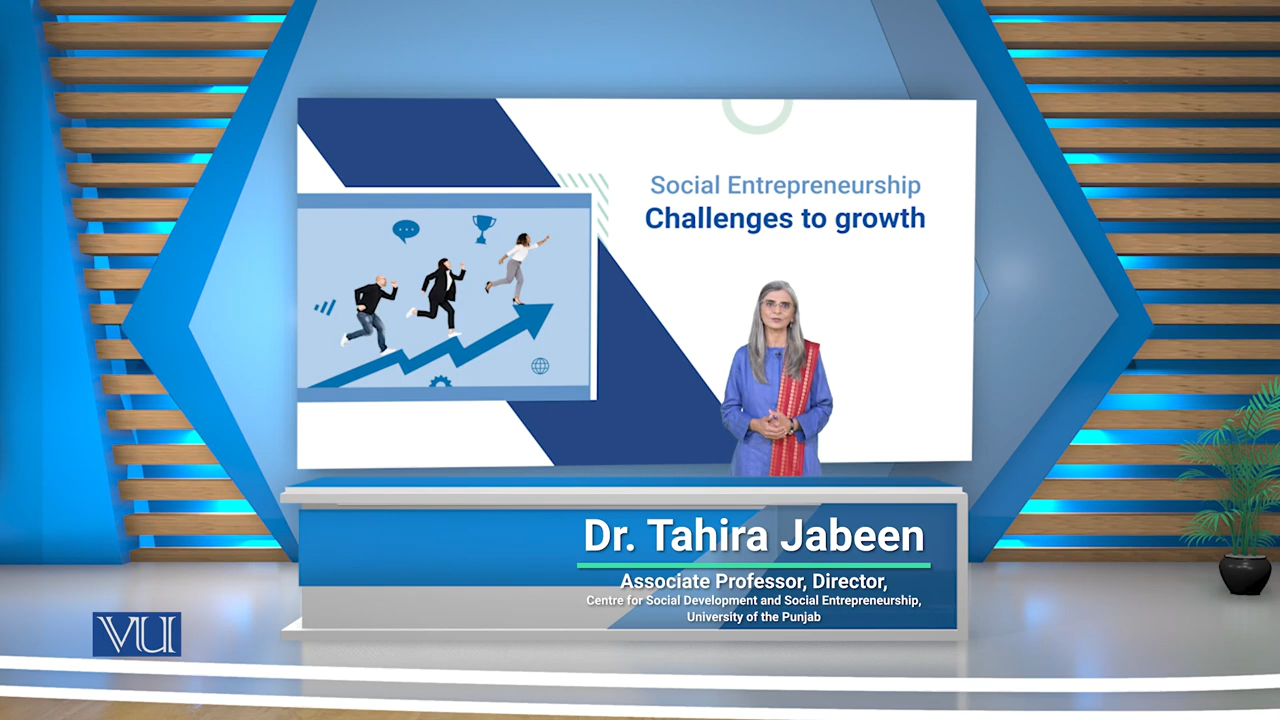 Social Entrepreneurship
Challenges to growth
Dr. Tahira Jabeen
Associate Professor, Director,
Centre for Social Development and Social Entrepreneurship,
University of the Punjab
VU